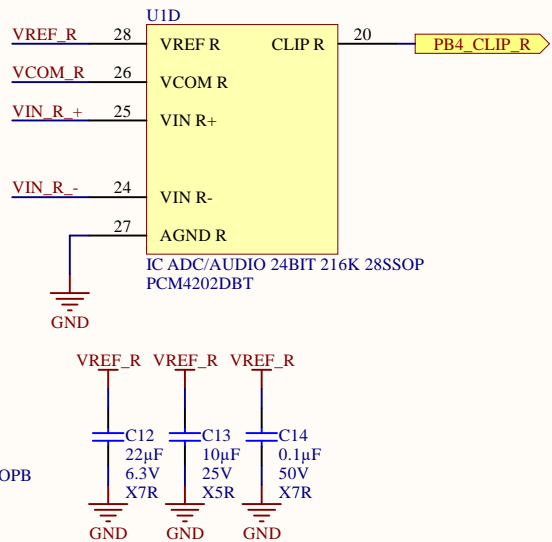 U1D
VREF_R 28 VREF R CLIP R 20 PB4_CLIP_R
VCOM_R 26 VCOM R
VIN_R_+ 25 VIN R+
VIN_R_- 24 VIN R-
27 AGND R
IC ADC/AUDIO 24BIT 216K 28SSOP
PCM4202DBT
GND
VREF_R VREF_R VREF_R
C12
22µF
6.3V
X7R
C13
10µF
25V
X5R
C14
0.1µF
50V
X7R
OPB
GND GND GND